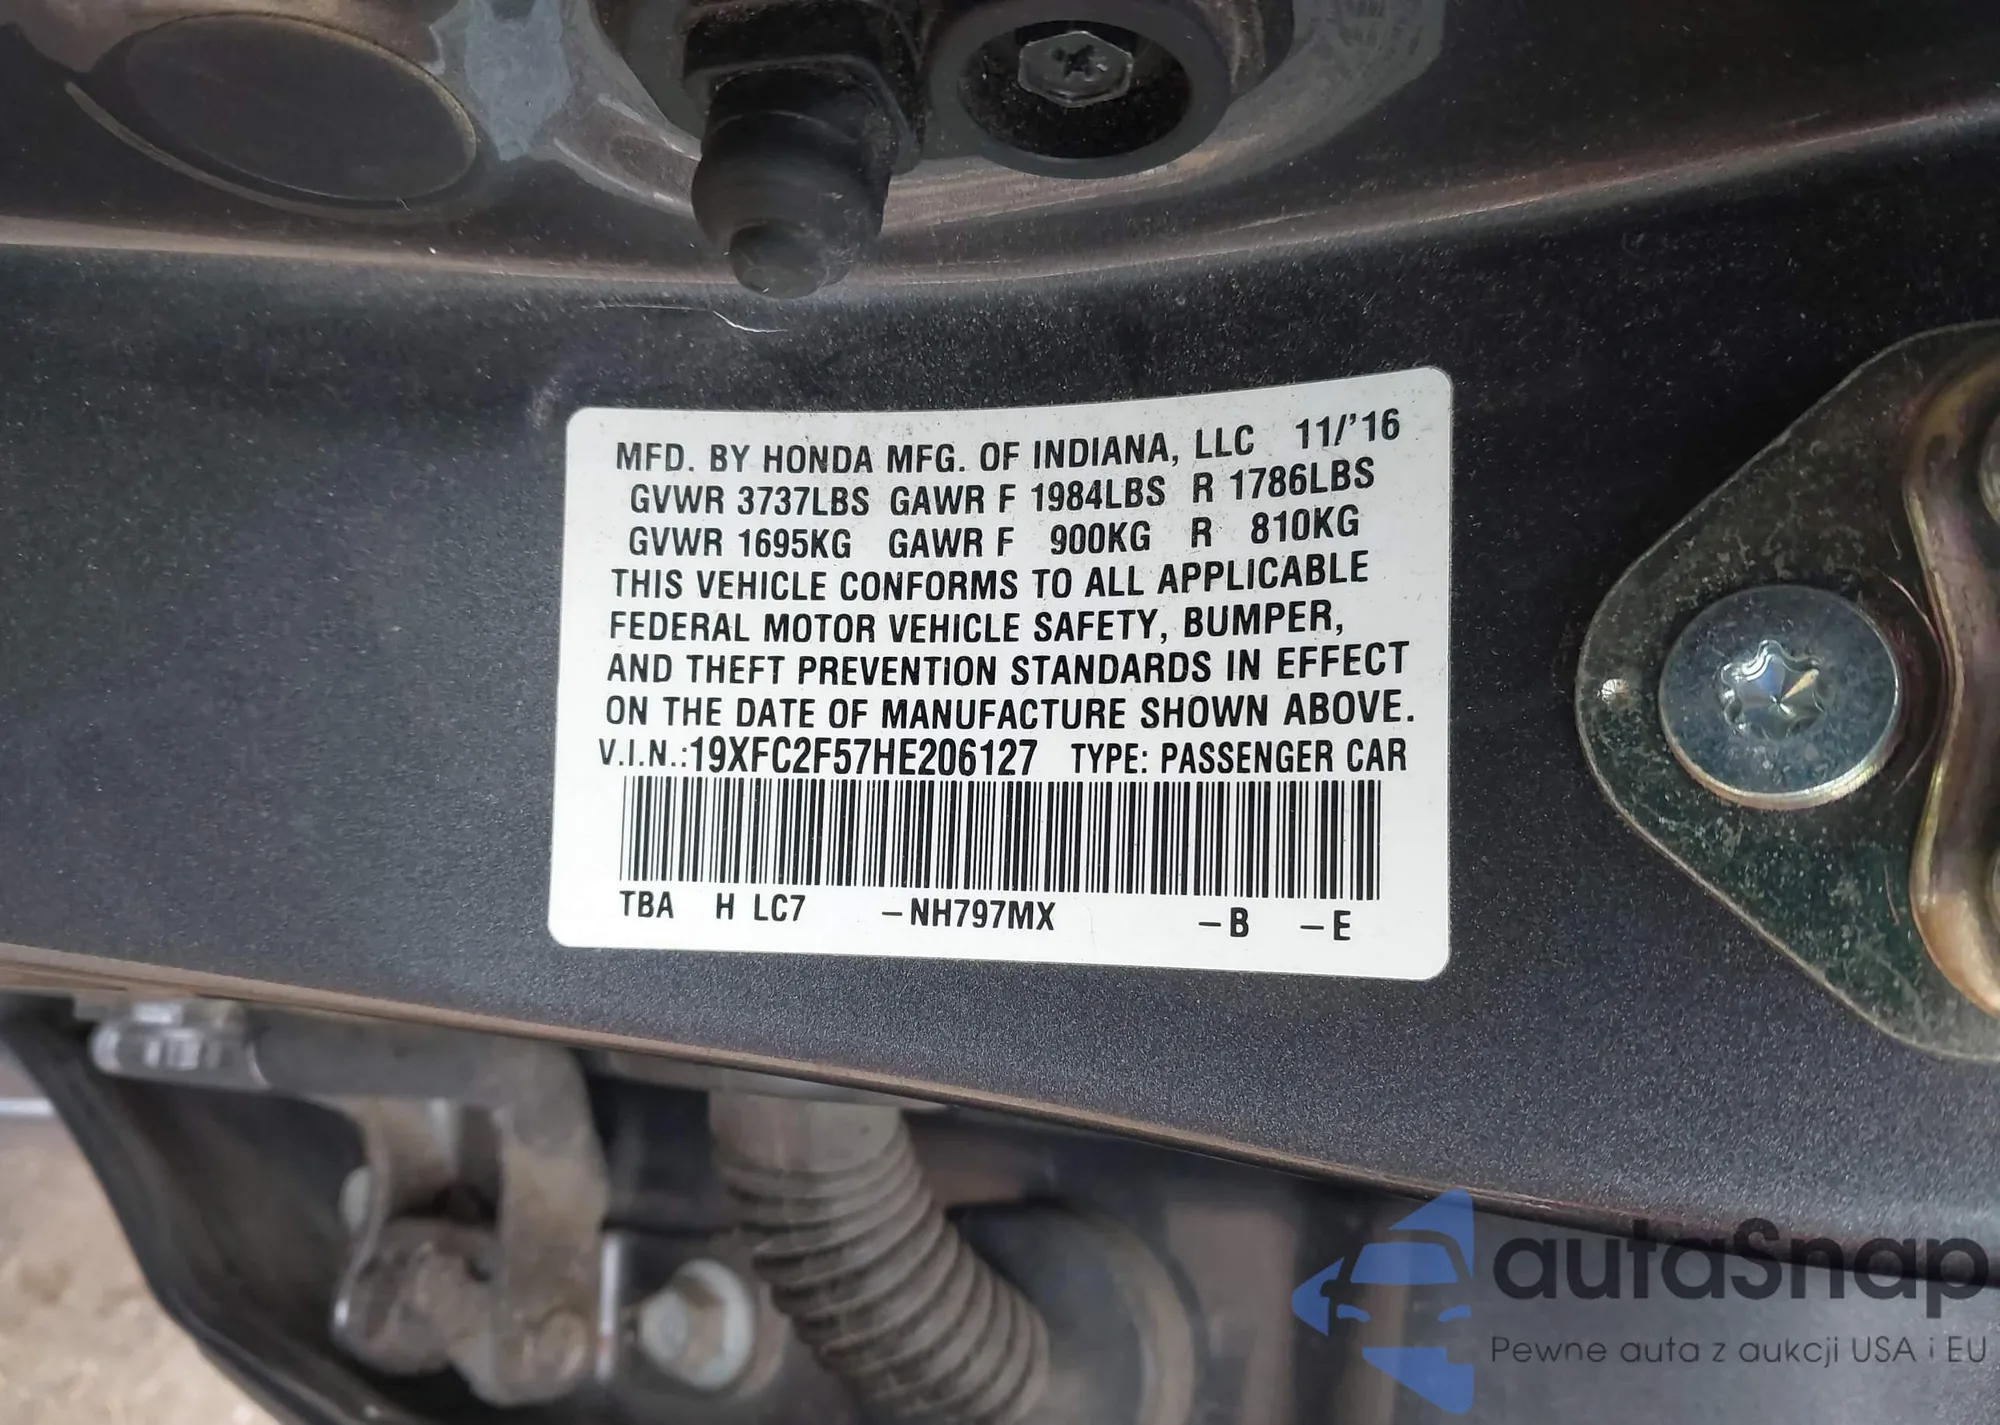 MFD. BY HONDA MFG. OF INDIANA, LLC 11/'16
GVWR 3737LBS GAWR F 1984LBS R 1786LBS
GVWR 1695KG GAWR F 900KG R 810KG
THIS VEHICLE CONFORMS TO ALL APPLICABLE
FEDERAL MOTOR VEHICLE SAFETY, BUMPER,
AND THEFT PREVENTION STANDARDS IN EFFECT
ON THE DATE OF MANUFACTURE SHOWN ABOVE.
V.I.N.:19XFC2F57HE206127 TYPE: PASSENGER CAR
TBA H LC7 –NH797MX –B –E
autaSnap
Pewne auta z aukcji USA i EU